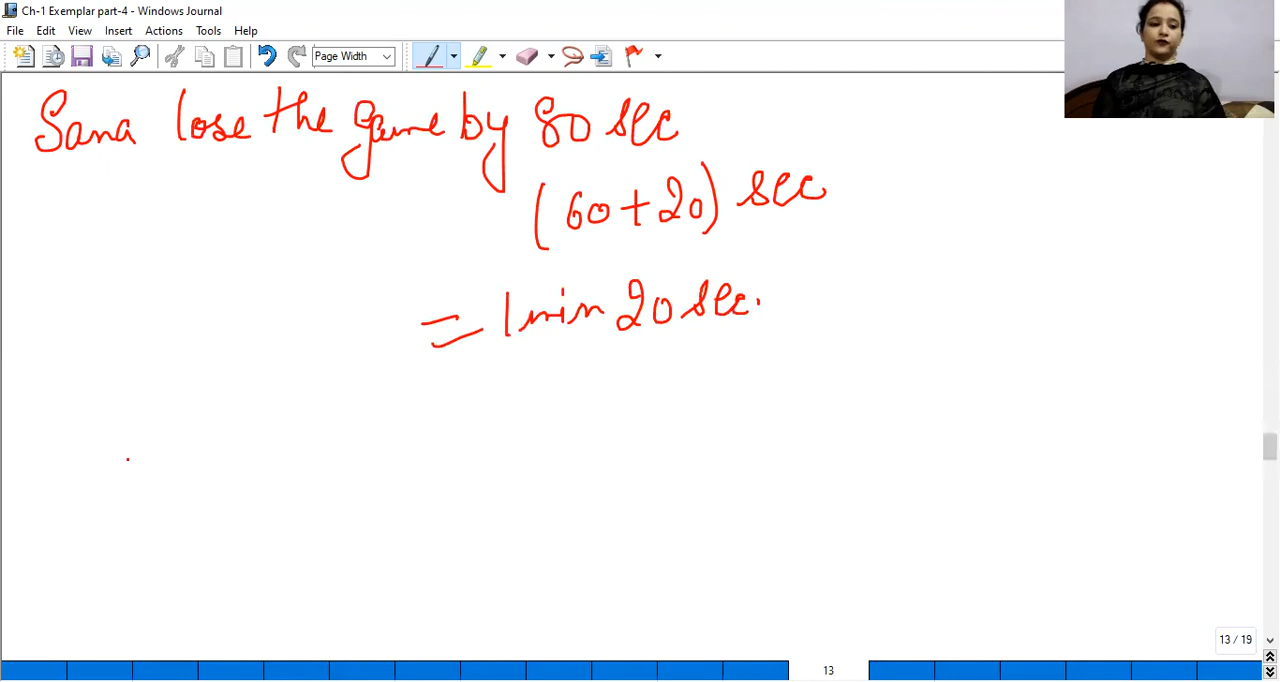 Ch-1 Exemplar part-4 - Windows Journal
File Edit View Insert Actions Tools Help
Page Width
Sana lose the game by 80 sec
(60+20) sec
= 1 min 20 sec.
13 / 19
13